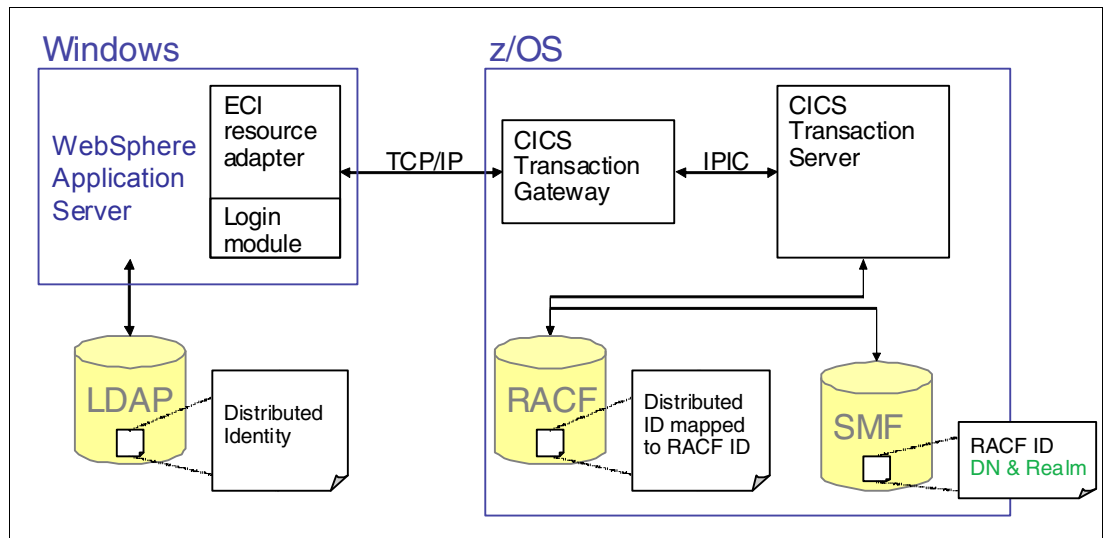 Windows
z/OS
WebSphere
Application
Server
ECI
resource
adapter
Login
module
TCP/IP
CICS
Transaction
Gateway
IPIC
CICS
Transaction
Server
LDAP
Distributed
Identity
RACF
Distributed
ID mapped
to RACF ID
SMF
RACF ID
DN & Realm